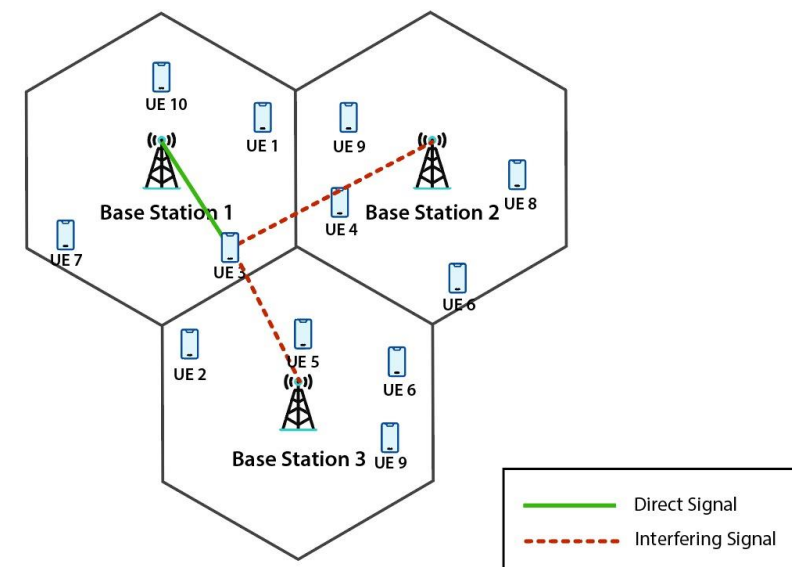 UE 10
UE 1
UE 9
Base Station 1
Base Station 2
UE 8
UE 4
UE 7
UE 3
UE 6
UE 2
UE 5
UE 6
Base Station 3
UE 9
Direct Signal
Interfering Signal